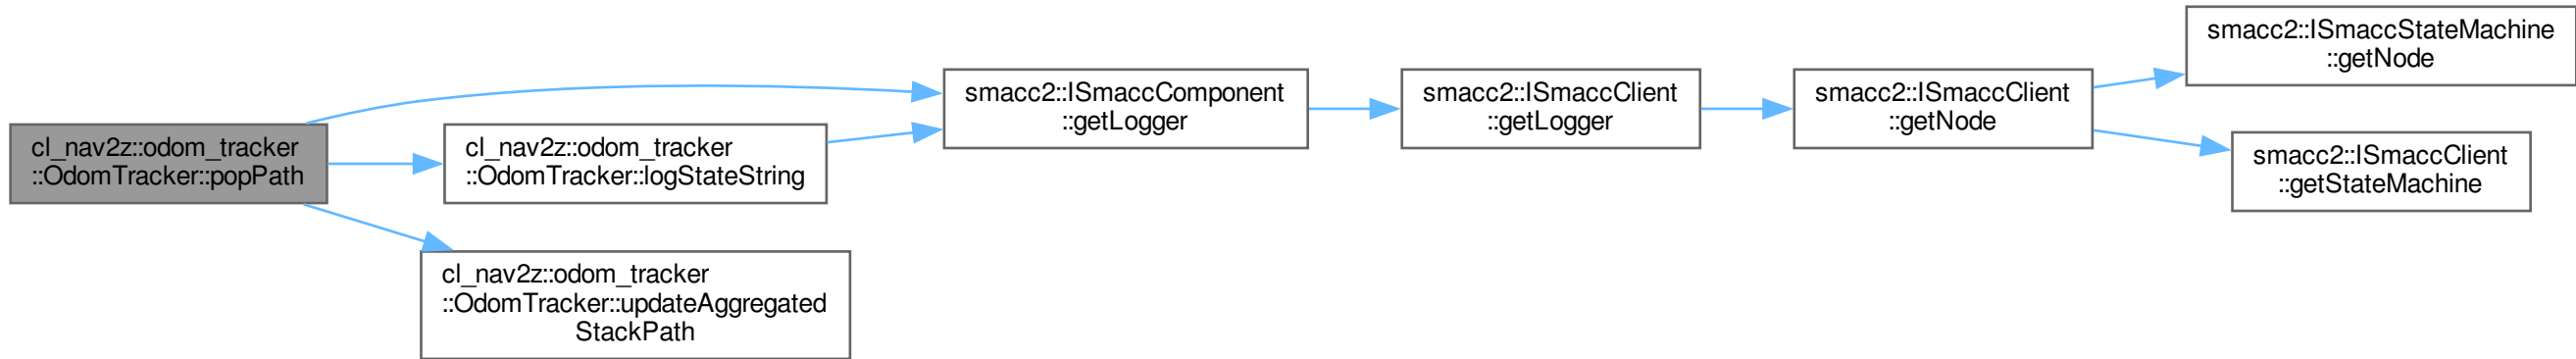 cl_nav2z::odom_tracker
::OdomTracker::popPath
cl_nav2z::odom_tracker
::OdomTracker::logStateString
cl_nav2z::odom_tracker
::OdomTracker::updateAggregated
StackPath
smacc2::ISmaccComponent
::getLogger
smacc2::ISmaccClient
::getLogger
smacc2::ISmaccClient
::getNode
smacc2::ISmaccStateMachine
::getNode
smacc2::ISmaccClient
::getStateMachine